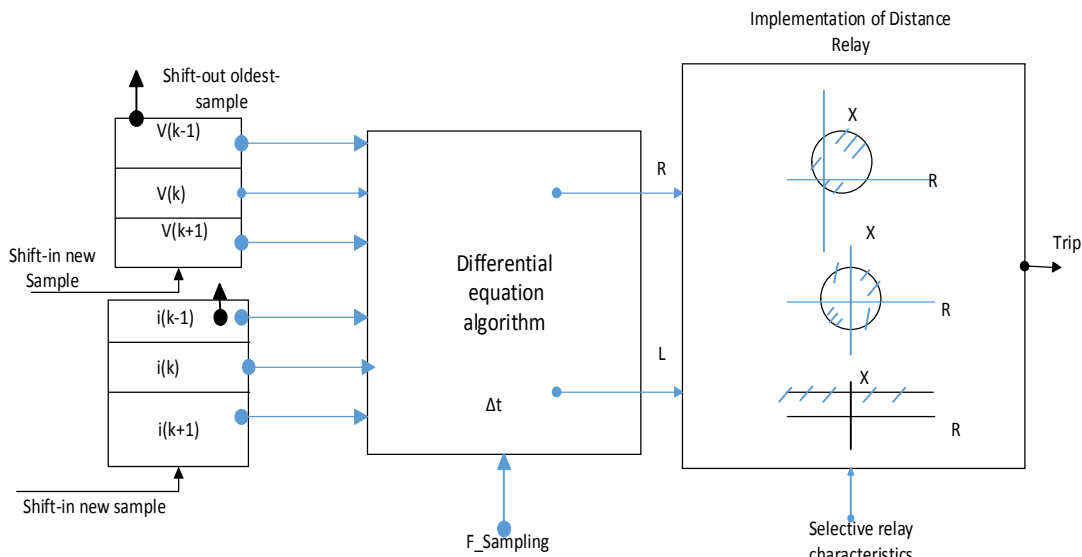 Implementation of Distance
Relay
Shift-out oldest-
sample
V(k-1)
V(k)
V(k+1)
Shift-in new
Sample
i(k-1)
i(k)
i(k+1)
Shift-in new sample
Differential
equation
algorithm
Δt
F_Sampling
R
L
X
R
X
R
X
R
Trip
Selective relay
characteristics